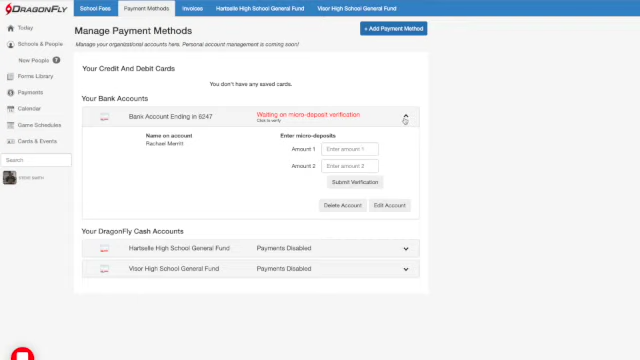 DRAGONFLY
School Fees
Payment Methods
Invoices
Hartselle High School General Fund
Visor High School General Fund
Today
Schools & People
New People ?
Forms Library
Payments
Calendar
Game Schedules
Cards & Events
Search
STEVE SMITH
Manage Payment Methods
+ Add Payment Method
Manage your organizational accounts here. Personal account management is coming soon!
Your Credit And Debit Cards
You don't have any saved cards.
Your Bank Accounts
Bank Account Ending in 6247
Waiting on micro-deposit verification
Click to verify
Name on account
Rachael Merritt
Enter micro-deposits
Amount 1 Enter amount 1
Amount 2 Enter amount 2
Submit Verification
Delete Account
Edit Account
Your DragonFly Cash Accounts
Hartselle High School General Fund Payments Disabled
Visor High School General Fund Payments Disabled